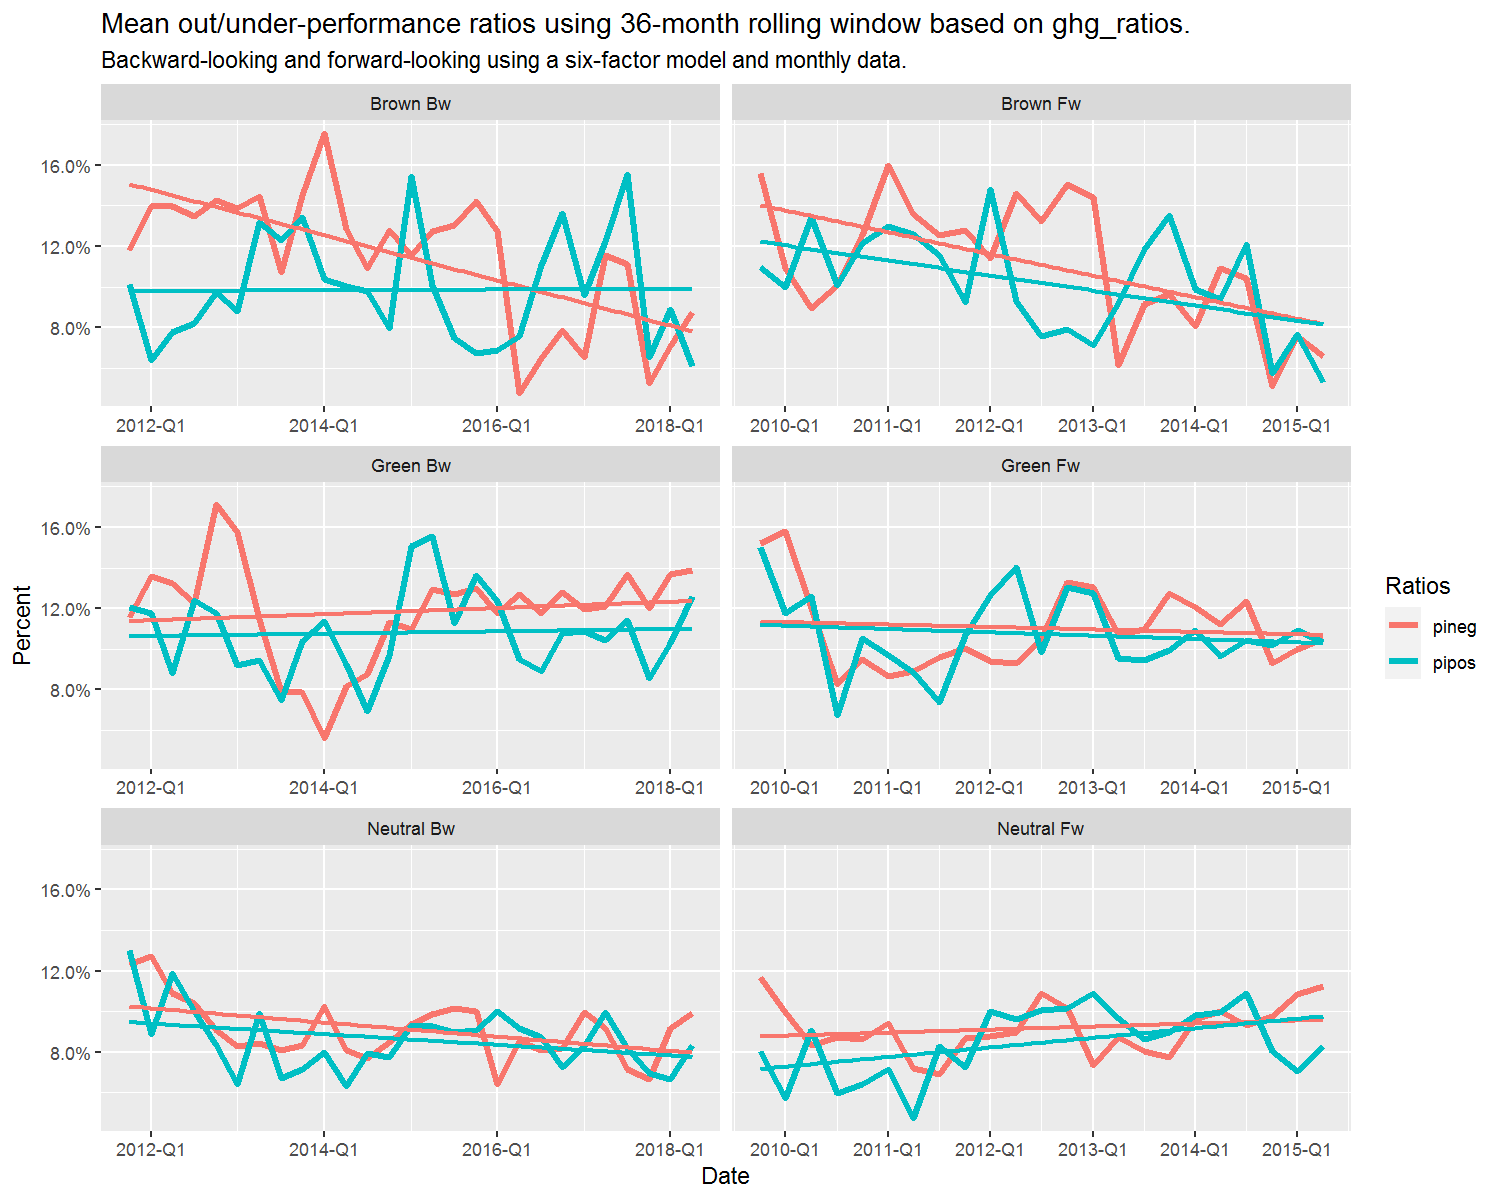 Mean out/under-performance ratios using 36-month rolling window based on ghg_ratios.
Backward-looking and forward-looking using a six-factor model and monthly data.
Brown Bw
Brown Fw
16.0%
12.0%
8.0%
2012-Q1 2014-Q1 2016-Q1 2018-Q1
2010-Q1 2011-Q1 2012-Q1 2013-Q1 2014-Q1 2015-Q1
Green Bw
Green Fw
16.0%
12.0%
8.0%
2012-Q1 2014-Q1 2016-Q1 2018-Q1
2010-Q1 2011-Q1 2012-Q1 2013-Q1 2014-Q1 2015-Q1
Neutral Bw
Neutral Fw
16.0%
12.0%
8.0%
2012-Q1 2014-Q1 2016-Q1 2018-Q1
2010-Q1 2011-Q1 2012-Q1 2013-Q1 2014-Q1 2015-Q1
Percent
Date
Ratios
pineg
pipos